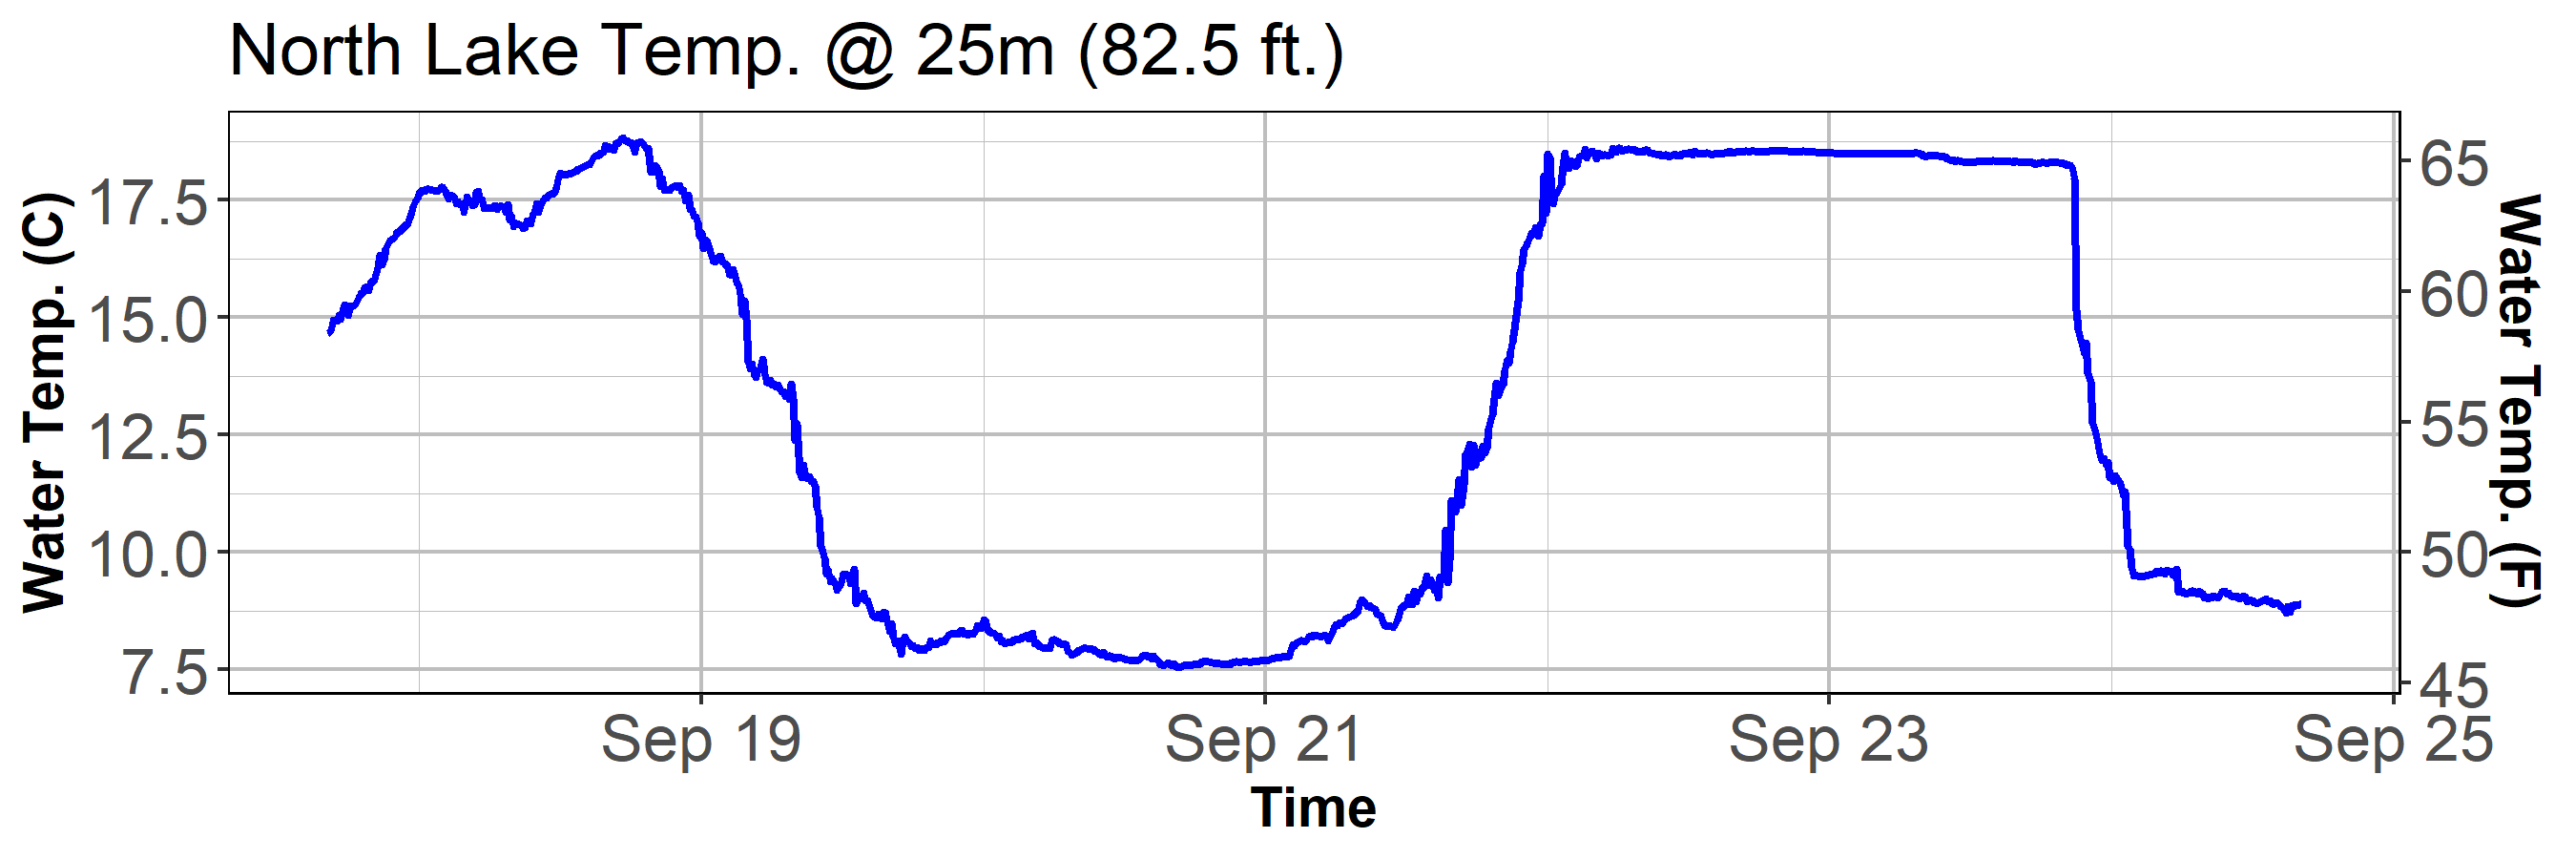 North Lake Temp. @ 25m (82.5 ft.)
Water Temp. (C)
17.5
15.0
12.5
10.0
7.5
65
60
55
50
45
Water Temp. (F)
Sep 19 Sep 21 Sep 23 Sep 25
Time